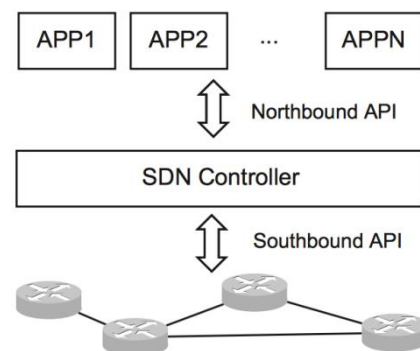 APP1 APP2 ... APPN
Northbound API
SDN Controller
Southbound API